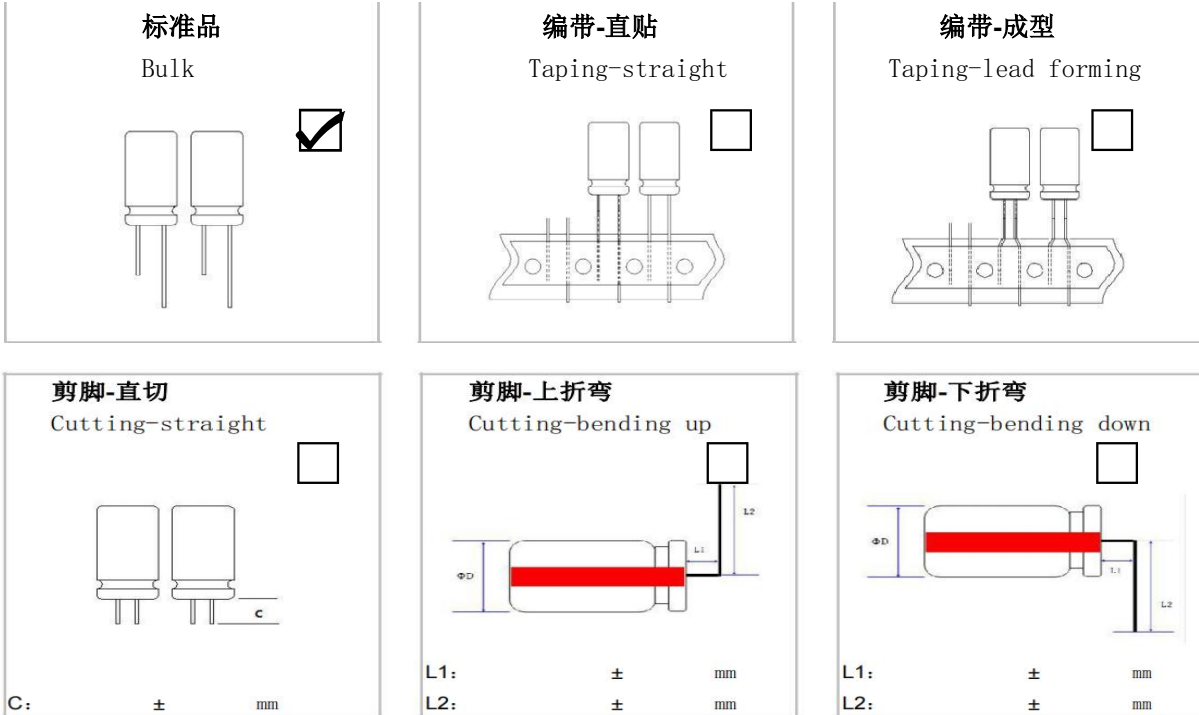 标准品
Bulk
编带-直贴
Taping-straight
编带-成型
Taping-lead forming
剪脚-直切
Cutting-straight
C
C: ± mm
剪脚-上折弯
Cutting-bending up
L2
L1
ΦD
L1: ± mm
L2: ± mm
剪脚-下折弯
Cutting-bending down
ΦD
L1
L2
L1: ± mm
L2: ± mm